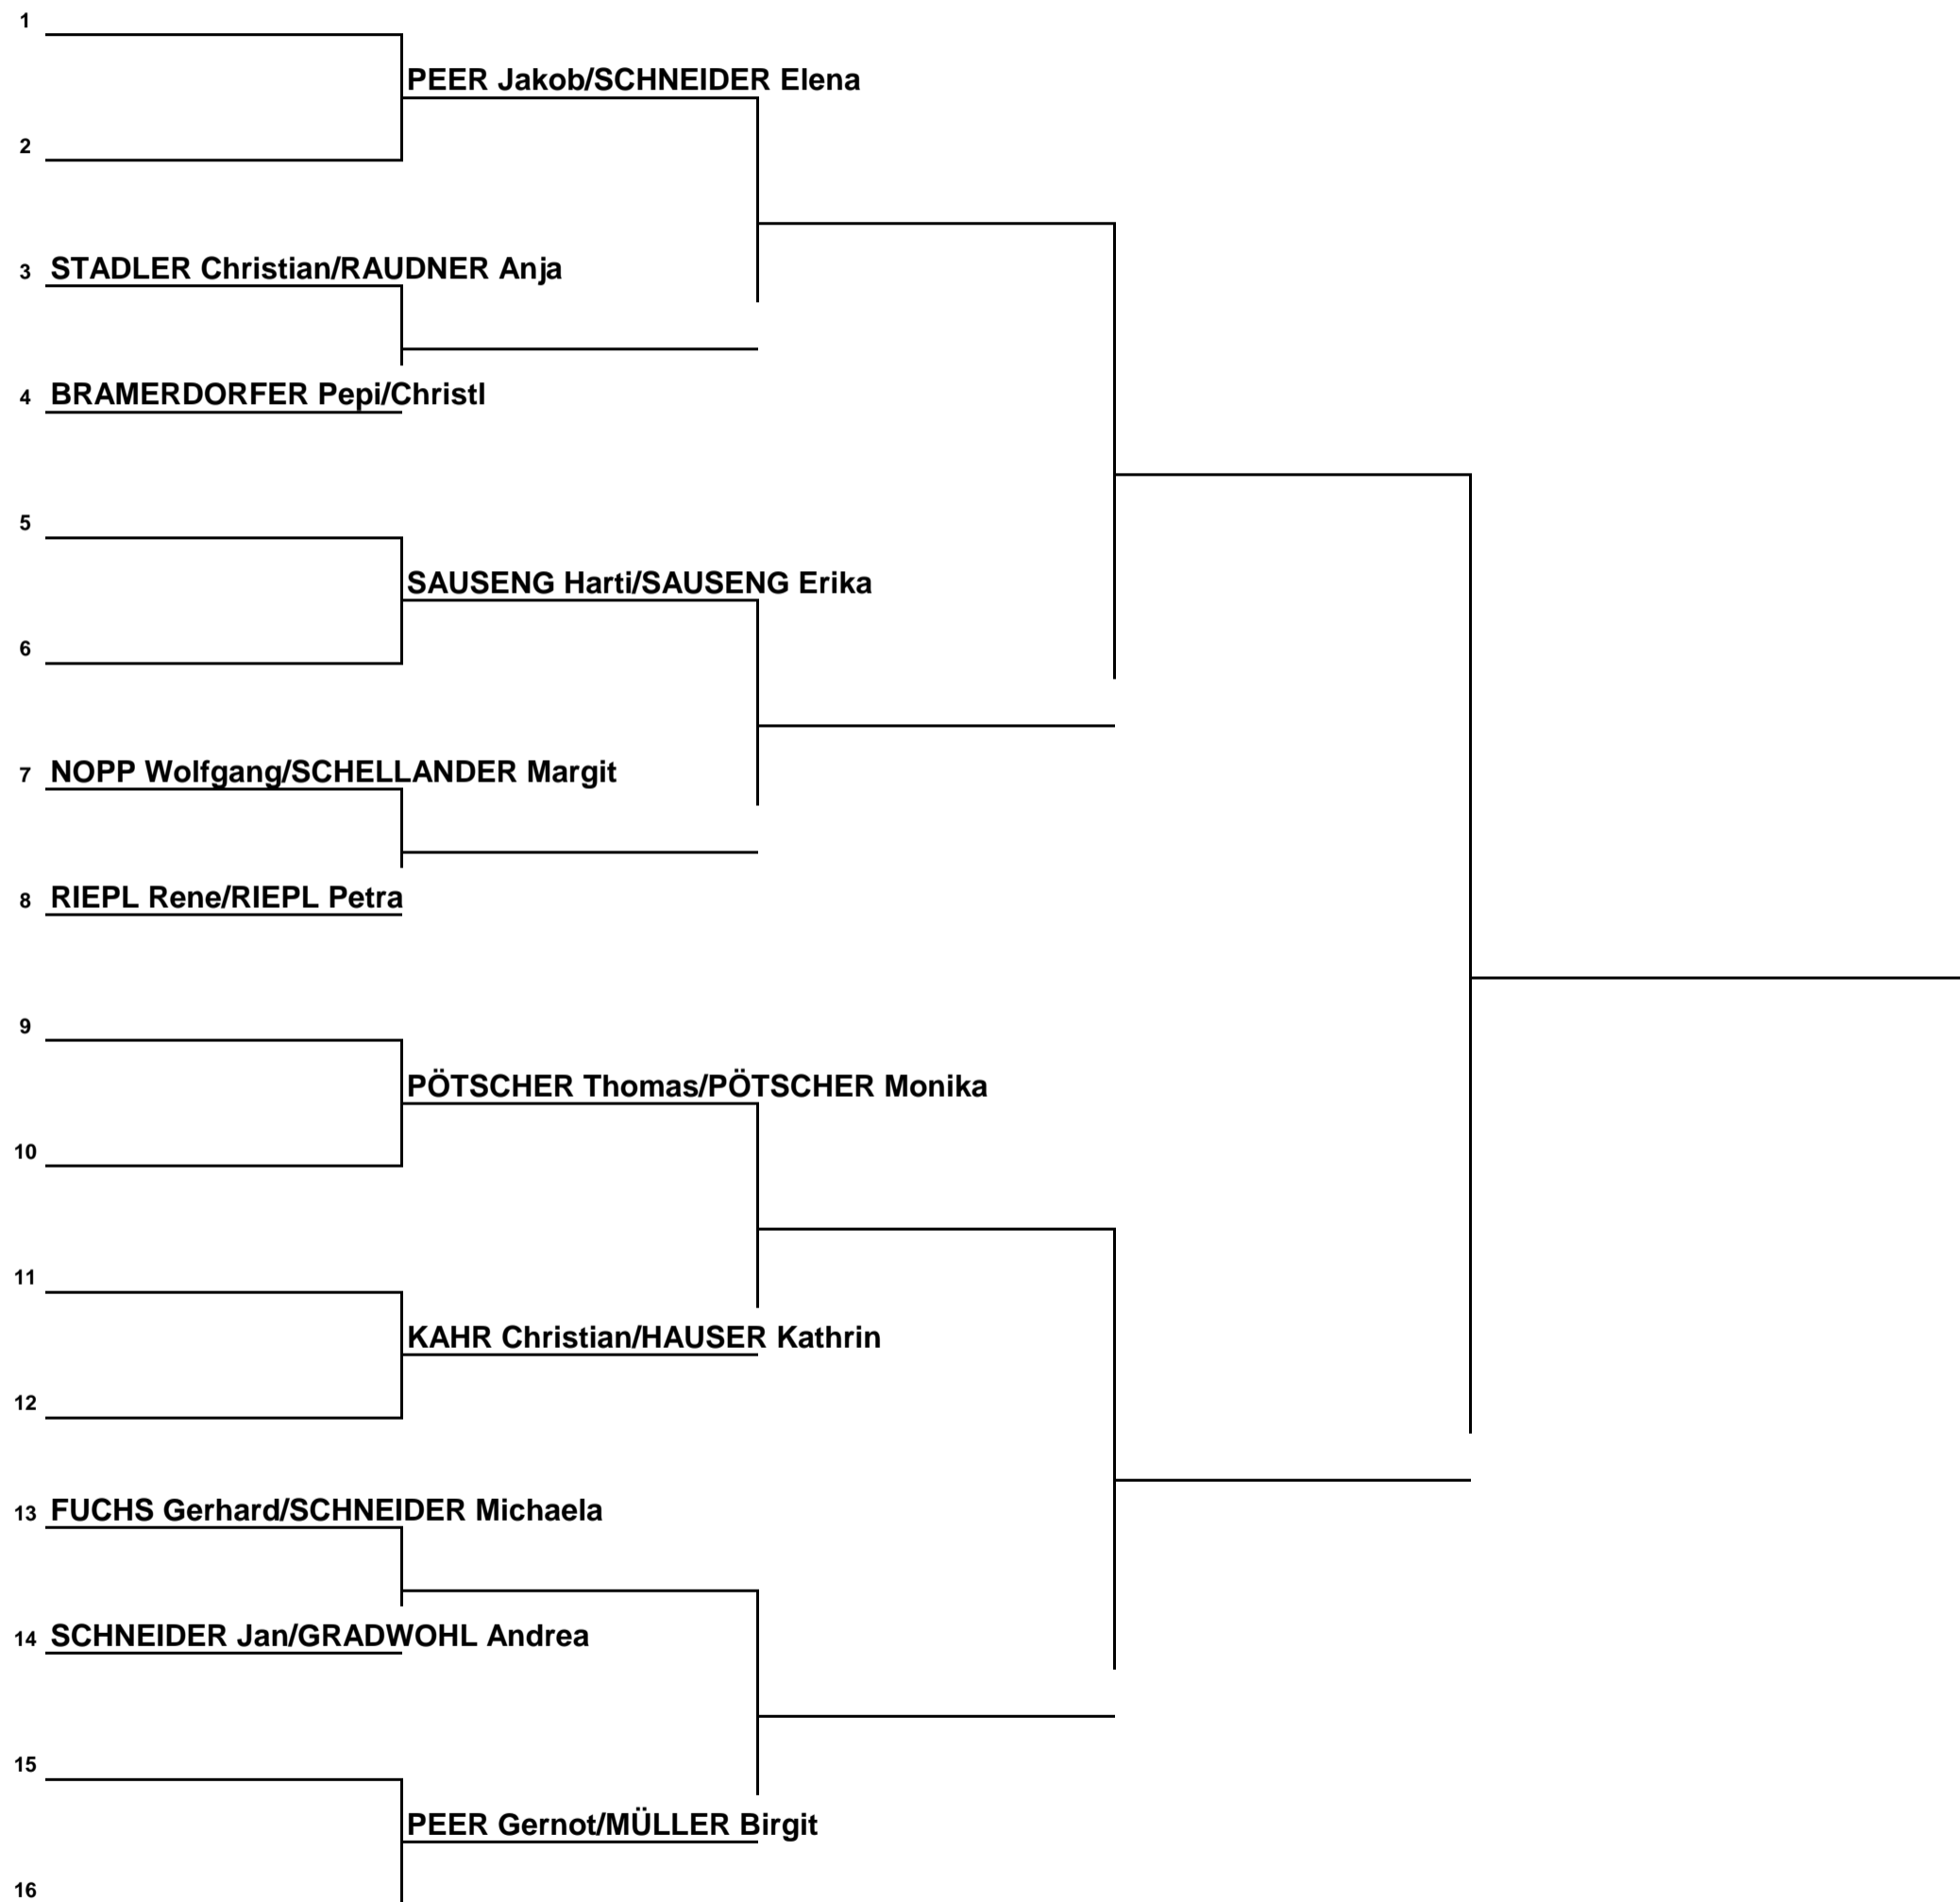 1
PEER Jakob/SCHNEIDER Elena
2
3 STADLER Christian/RAUDNER Anja
4 BRAMERDORFER Pepi/Christl
5
SAUSENG Harti/SAUSENG Erika
6
7 NOPP Wolfgang/SCHELLANDER Margit
8 RIEPL Rene/RIEPL Petra
9
PÖTSCHER Thomas/PÖTSCHER Monika
10
11
KAHR Christian/HAUSER Kathrin
12
13 FUCHS Gerhard/SCHNEIDER Michaela
14 SCHNEIDER Jan/GRADWOHL Andrea
15
PEER Gernot/MÜLLER Birgit
16